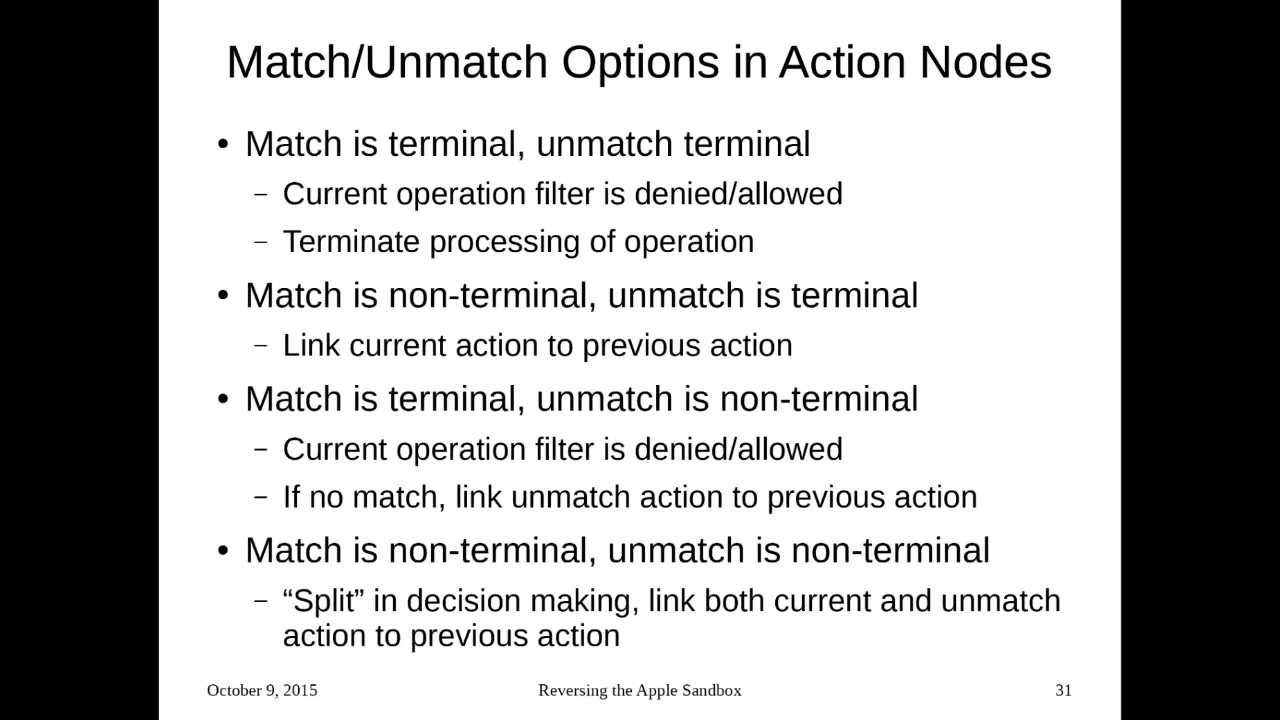 Match/Unmatch Options in Action Nodes
• Match is terminal, unmatch terminal
– Current operation filter is denied/allowed
– Terminate processing of operation
• Match is non-terminal, unmatch is terminal
– Link current action to previous action
• Match is terminal, unmatch is non-terminal
– Current operation filter is denied/allowed
– If no match, link unmatch action to previous action
• Match is non-terminal, unmatch is non-terminal
– “Split” in decision making, link both current and unmatch
action to previous action
October 9, 2015 Reversing the Apple Sandbox 31